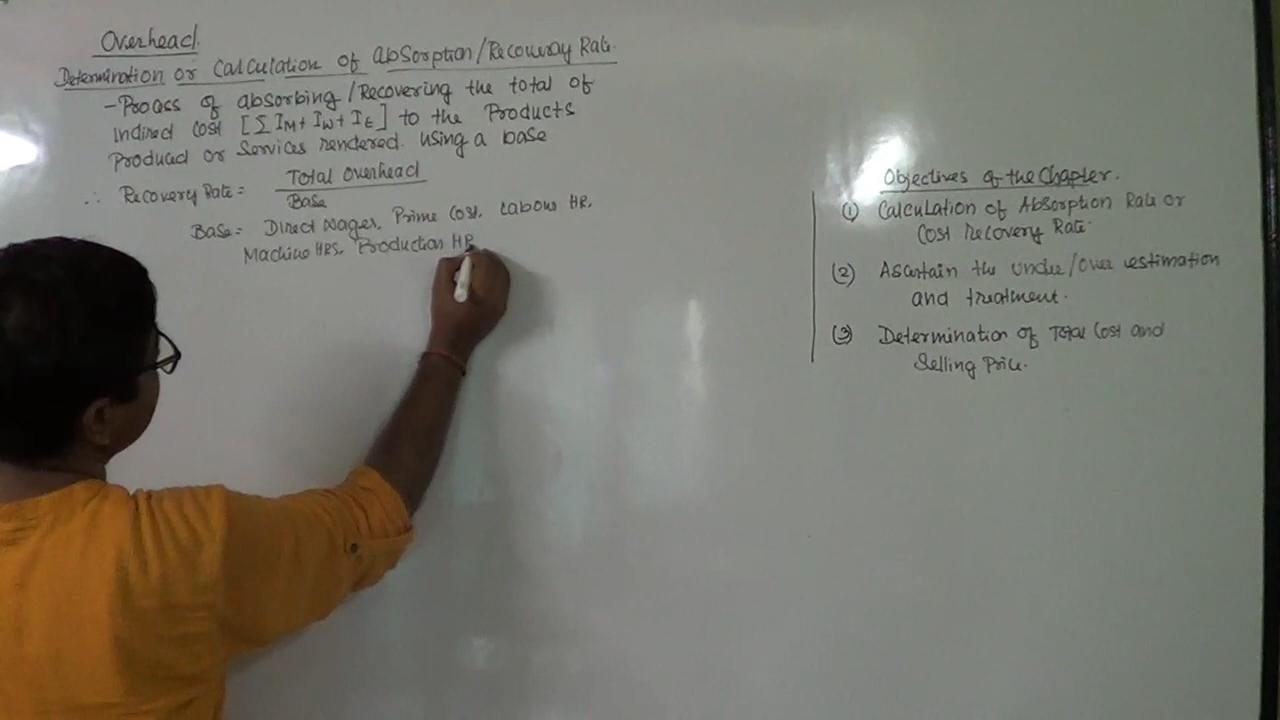 Overhead.
Determination or Calculation of absorption/Recovery Rate.
- Process of absorbing/Recovering the total of
Indirect cost [Σ IM + IW + IE] to the Products
Produced or Services rendered. using a base
∴ Recovery Rate = Total Overhead
Base
Base = Direct Wages, Prime Cost, Labour HR,
Machine HRS, Production HR
Objectives of the Chapter.
(1) Calculation of Absorption Rate or
Cost Recovery Rate.
(2) Ascertain the under/over estimation
and treatment.
(3) Determination of Total Cost and
Selling Price.